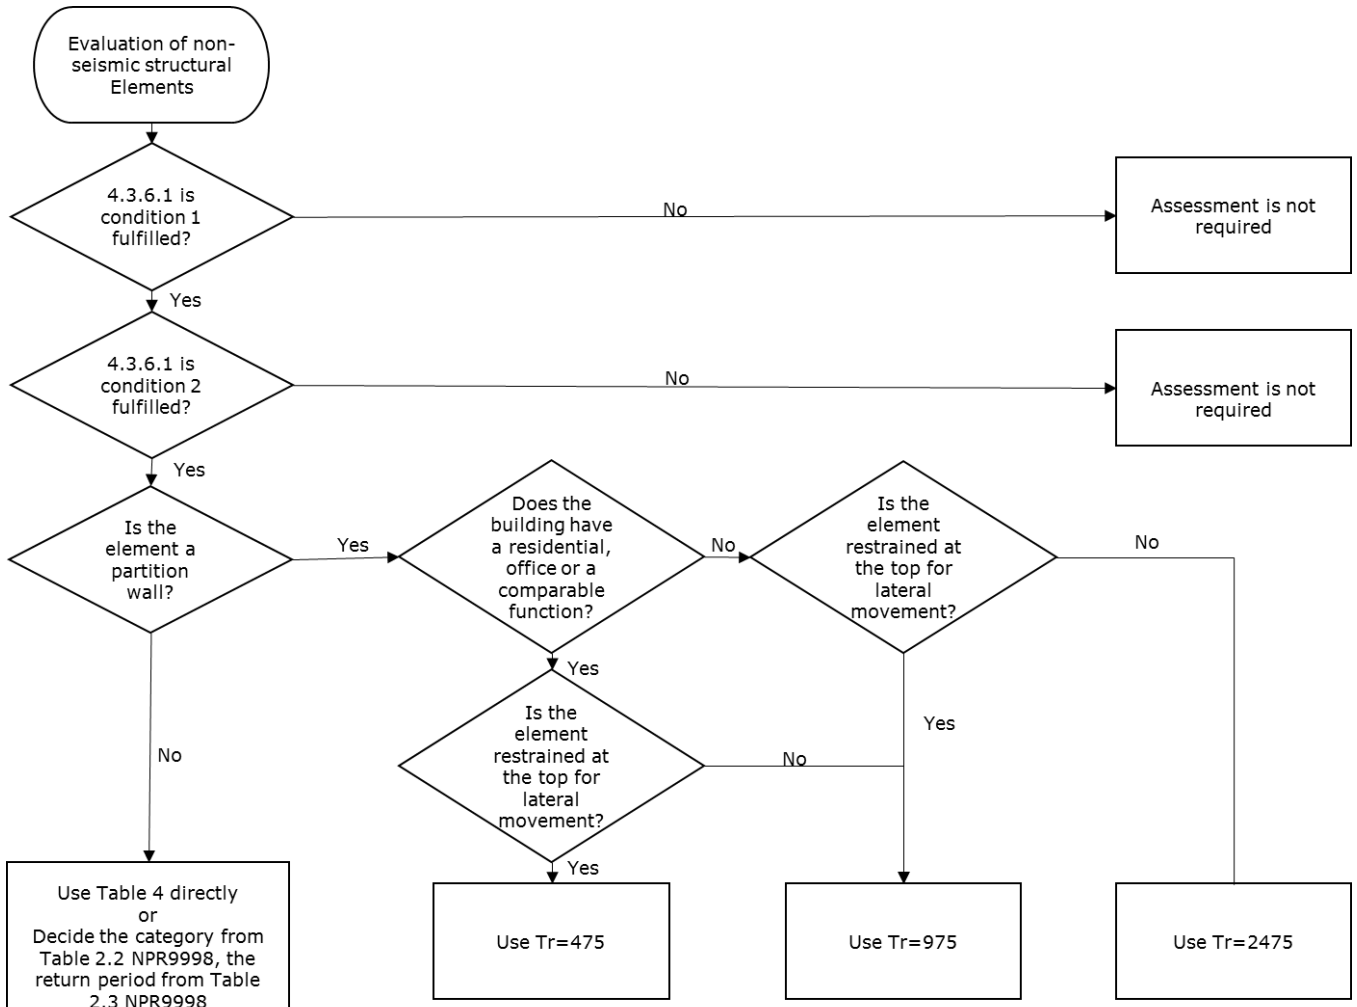 Evaluation of non-
seismic structural
Elements
4.3.6.1 is
condition 1
fulfilled?
No
Assessment is not
required
Yes
4.3.6.1 is
condition 2
fulfilled?
No
Assessment is not
required
Yes
Is the
element a
partition
wall?
Yes
Does the
building have
a residential,
office or a
comparable
function?
No
Is the
element
restrained at
the top for
lateral
movement?
No
Yes
Is the
element
restrained at
the top for
lateral
movement?
No
Yes
No
Yes
Use Table 4 directly
or
Decide the category from
Table 2.2 NPR9998, the
return period from Table
2.3 NPR9998
Use Tr=475
Use Tr=975
Use Tr=2475